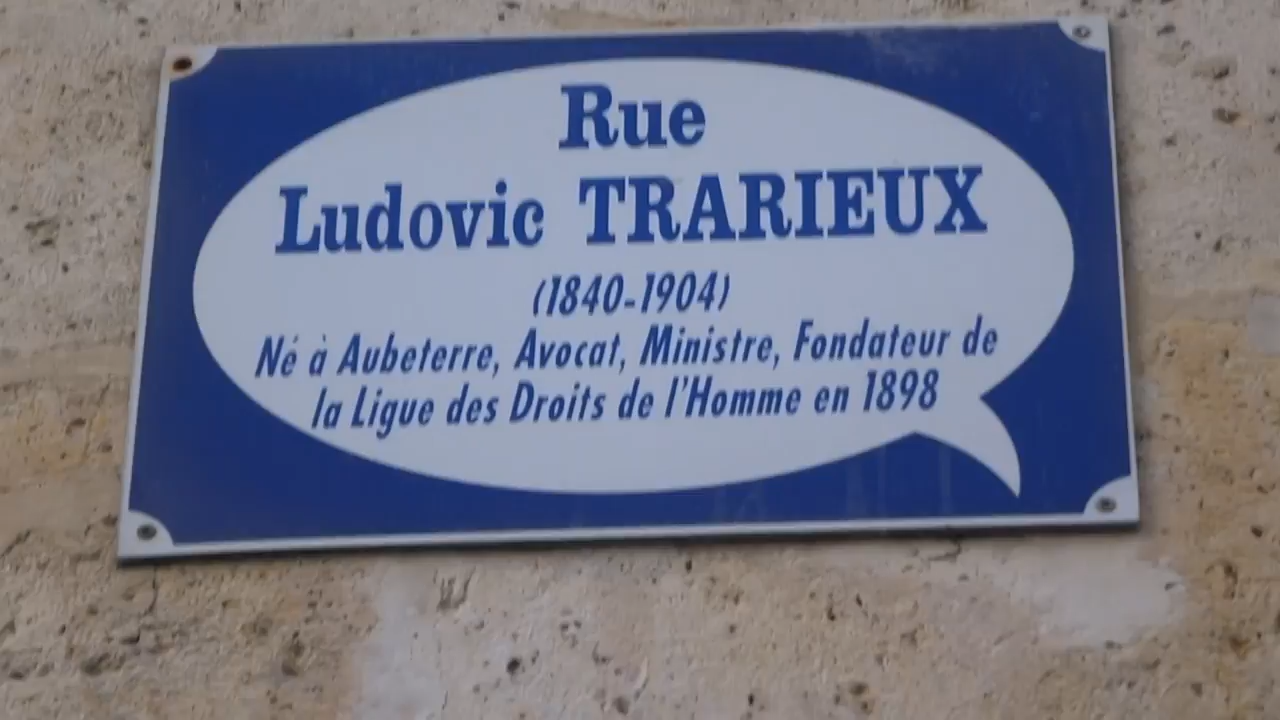 Rue
Ludovic TRARIEUX
(1840-1904)
Né à Aubeterre, Avocat, Ministre, Fondateur de
la Ligue des Droits de l'Homme en 1898